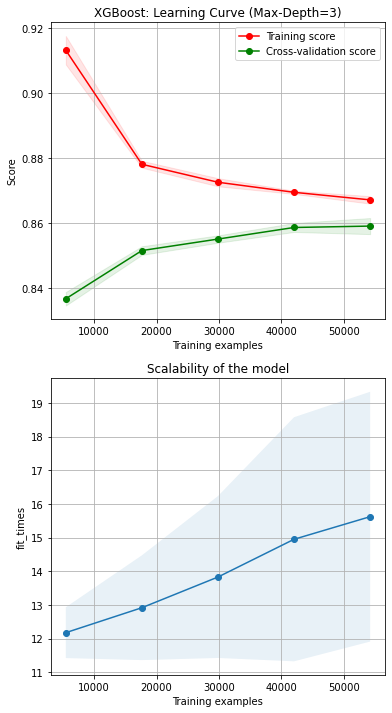 XGBoost: Learning Curve (Max-Depth=3)
Training score
Cross-validation score
0.92
0.90
0.88
0.86
0.84
Score
10000 20000 30000 40000 50000
Training examples
Scalability of the model
19
18
17
16
15
14
13
12
11
fit_times
10000 20000 30000 40000 50000
Training examples